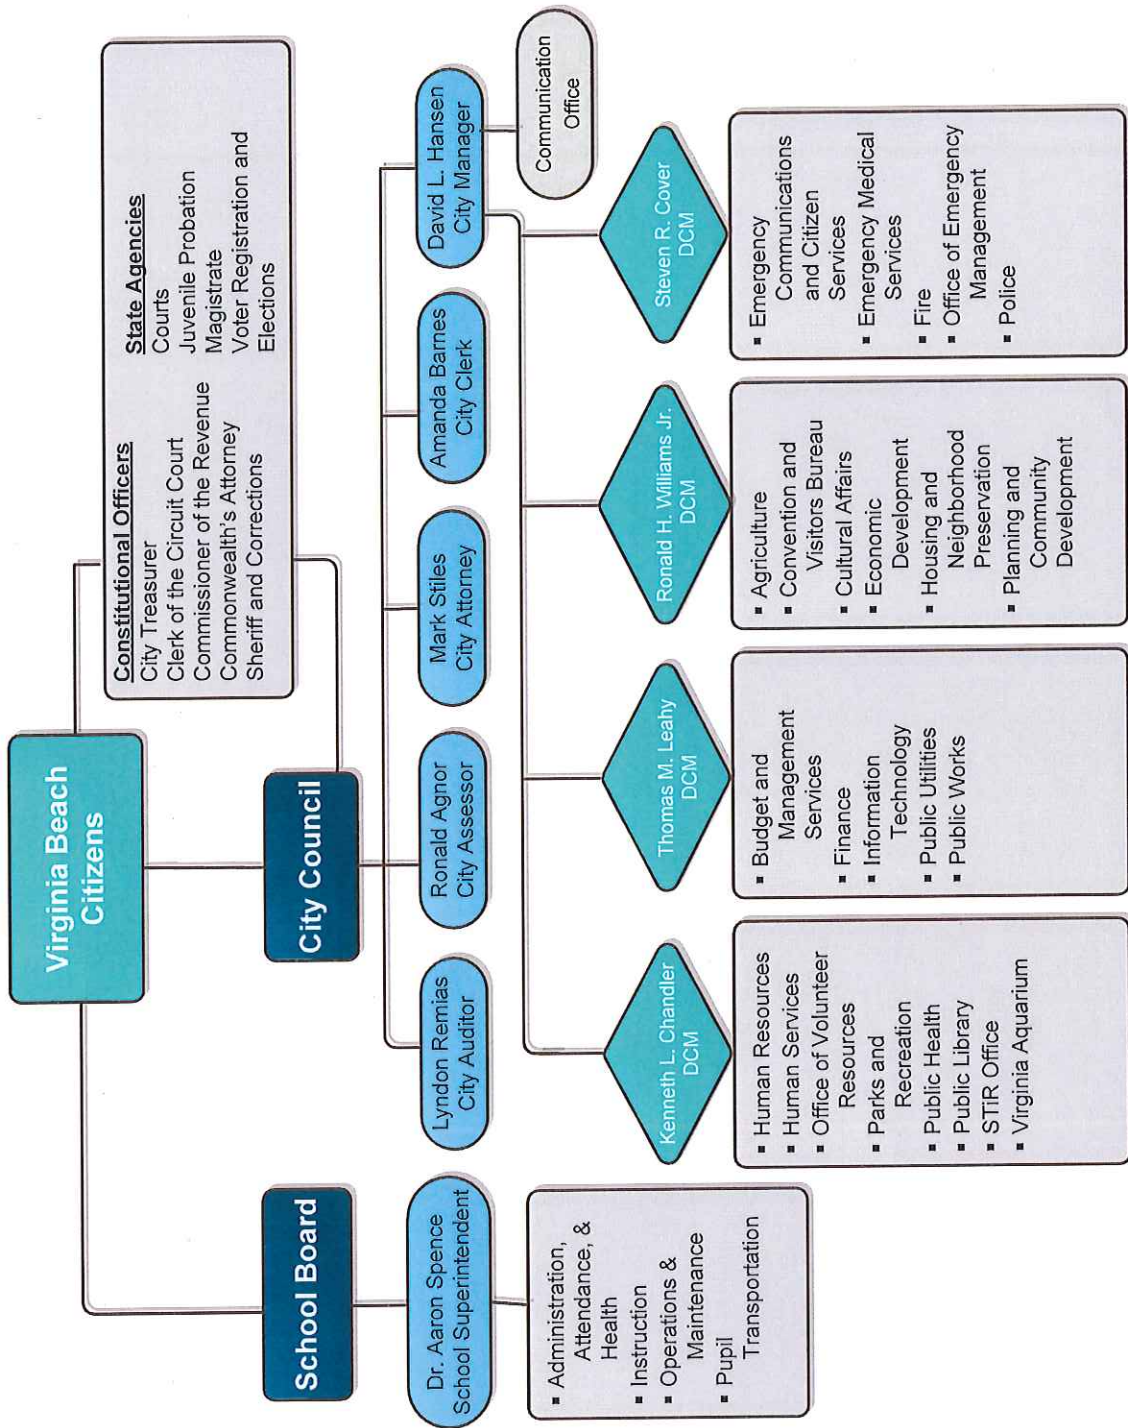 Virginia Beach
Citizens
Constitutional Officers
City Treasurer
Clerk of the Circuit Court
Commissioner of the Revenue
Commonwealth's Attorney
Sheriff and Corrections
State Agencies
Courts
Juvenile Probation
Magistrate
Voter Registration and
Elections
School Board
City Council
Dr. Aaron Spence
School Superintendent
Lyndon Remias
City Auditor
Ronald Agnor
City Assessor
Mark Stiles
City Attorney
Amanda Barnes
City Clerk
David L. Hansen
City Manager
Communication
Office
▪ Administration,
Attendance, &
Health
▪ Instruction
▪ Operations &
Maintenance
▪ Pupil
Transportation
Kenneth L. Chandler
DCM
Thomas M. Leahy
DCM
Ronald H. Williams Jr.
DCM
Steven R. Cover
DCM
▪ Human Resources
▪ Human Services
▪ Office of Volunteer
Resources
▪ Parks and
Recreation
▪ Public Health
▪ Public Library
▪ STiR Office
▪ Virginia Aquarium
▪ Budget and
Management
Services
▪ Finance
▪ Information
Technology
▪ Public Utilities
▪ Public Works
▪ Agriculture
▪ Convention and
Visitors Bureau
▪ Cultural Affairs
▪ Economic
Development
▪ Housing and
Neighborhood
Preservation
▪ Planning and
Community
Development
▪ Emergency
Communications
and Citizen
Services
▪ Emergency Medical
Services
▪ Fire
▪ Office of Emergency
Management
▪ Police